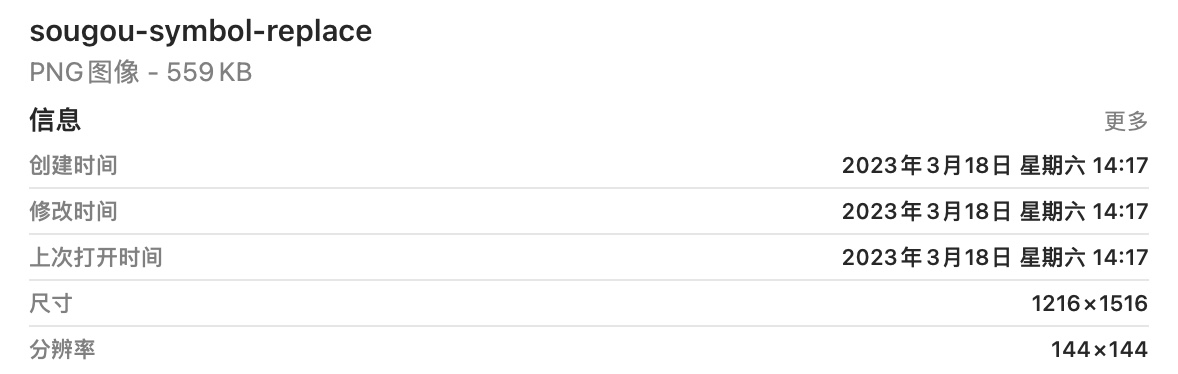 sougou-symbol-replace
PNG图像 - 559 KB
信息 更多
创建时间 2023年3月18日 星期六 14:17
修改时间 2023年3月18日 星期六 14:17
上次打开时间 2023年3月18日 星期六 14:17
尺寸 1216×1516
分辨率 144×144